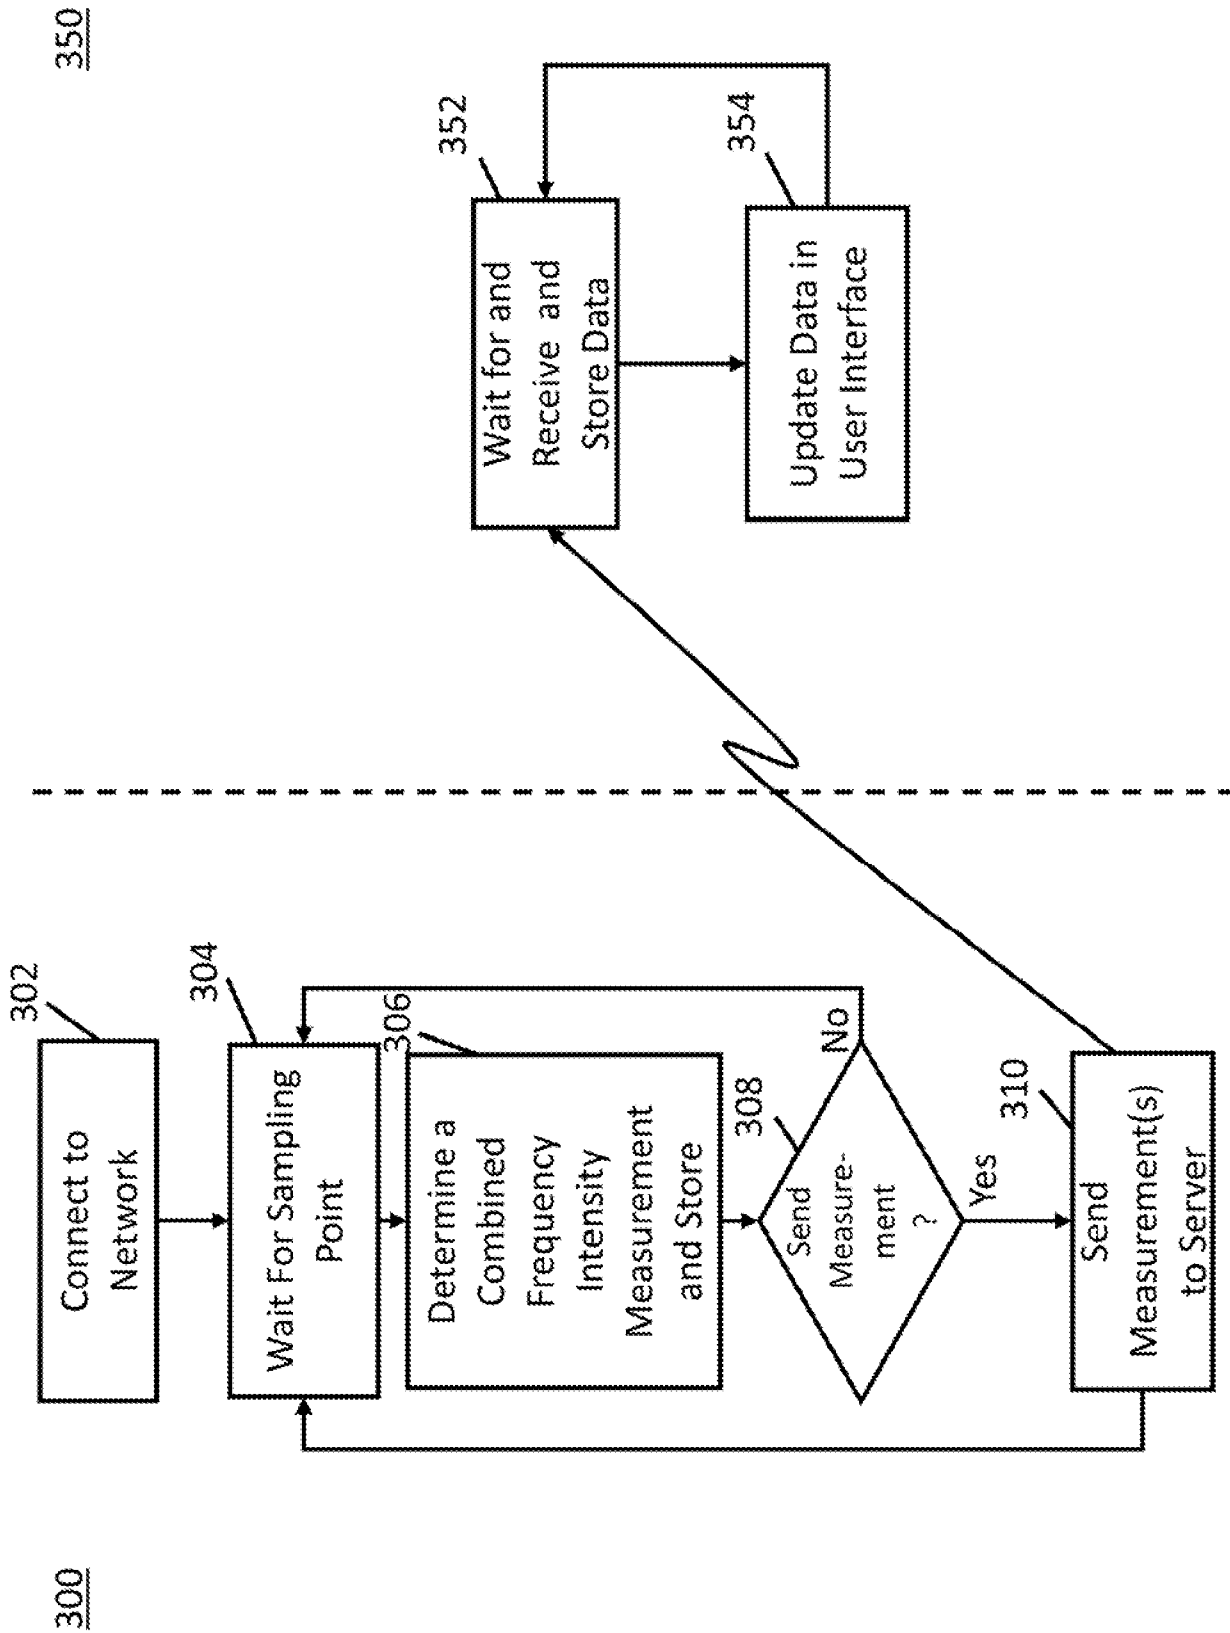 300
350
302
Connect to
Network
304
Wait For Sampling
Point
306
Determine a
Combined
Frequency
Intensity
Measurement
and Store
308
Send
Measure-
ment
?
No
Yes
310
Send
Measurement(s)
to Server
352
Wait for and
Receive and
Store Data
354
Update Data in
User Interface